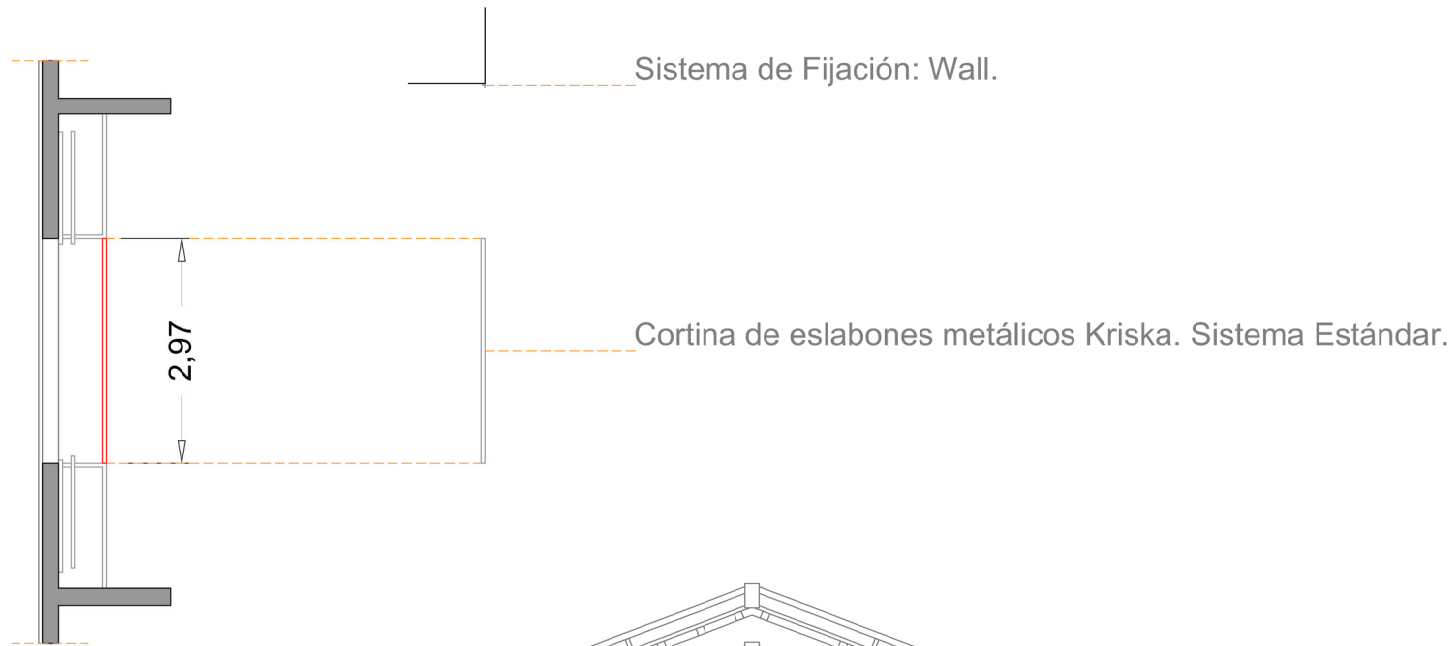 Sistema de Fijación: Wall.
2,97
Cortina de eslabones metálicos Kriska. Sistema Estándar.